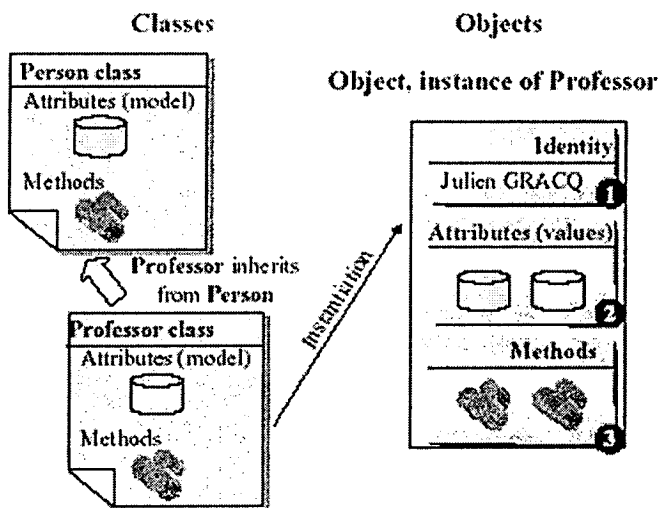 Classes
Person class
Attributes (model)
Methods
Professor inherits
from Person
Professor class
Attributes (model)
Methods
Instantiation
Objects
Object, instance of Professor
Identity
Julien GRACQ
1
Attributes (values)
2
Methods
3